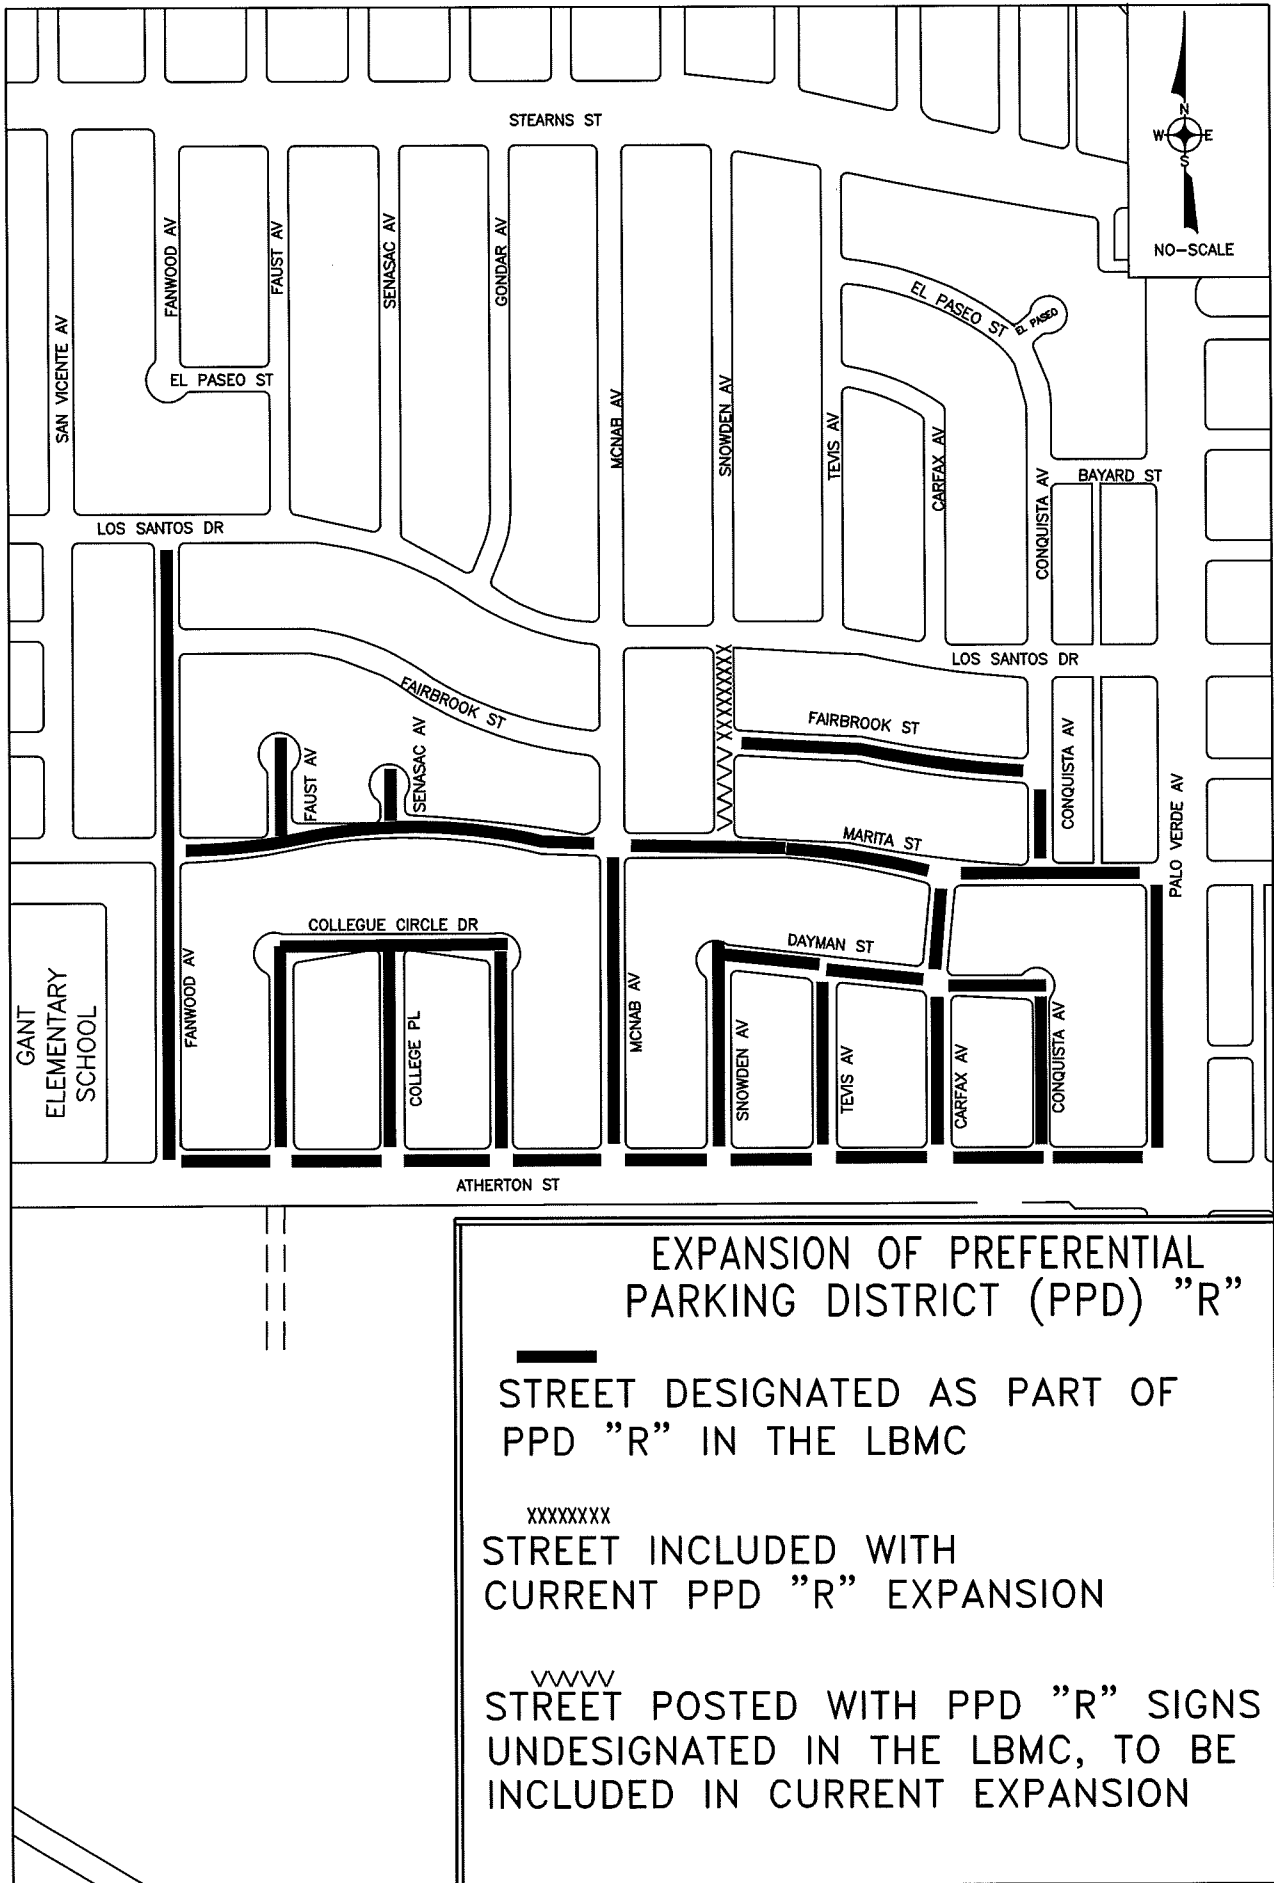 STEARNS ST
N
W E
S
NO-SCALE
FANWOOD AV
FAUST AV
SENASAC AV
GONDAR AV
EL PASEO ST
EL PASEO
SAN VICENTE AV
EL PASEO ST
MCNAB AV
SNOWDEN AV
TEVIS AV
CARFAX AV
CONQUISTA AV
BAYARD ST
LOS SANTOS DR
LOS SANTOS DR
FAIRBROOK ST
FAIRBROOK ST
FAUST AV
SENASAC AV
CONQUISTA AV
PALO VERDE AV
MARITA ST
COLLEGUE CIRCLE DR
DAYMAN ST
GANT
ELEMENTARY
SCHOOL
FANWOOD AV
COLLEGE PL
MCNAB AV
SNOWDEN AV
TEVIS AV
CARFAX AV
CONQUISTA AV
ATHERTON ST
EXPANSION OF PREFERENTIAL
PARKING DISTRICT (PPD) "R"
STREET DESIGNATED AS PART OF
PPD "R" IN THE LBMC
XXXXXXXX
STREET INCLUDED WITH
CURRENT PPD "R" EXPANSION
VVVVV
STREET POSTED WITH PPD "R" SIGNS
UNDESIGNATED IN THE LBMC, TO BE
INCLUDED IN CURRENT EXPANSION